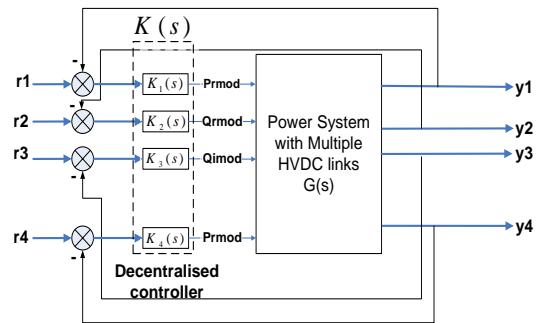 K(s)
r1
K1(s)
Prmod
y1
r2
K2(s)
Qrmod
y2
r3
K3(s)
Qimod
y3
r4
K4(s)
Prmod
y4
Power System
with Multiple
HVDC links
G(s)
Decentralised
controller
-
-
-
-